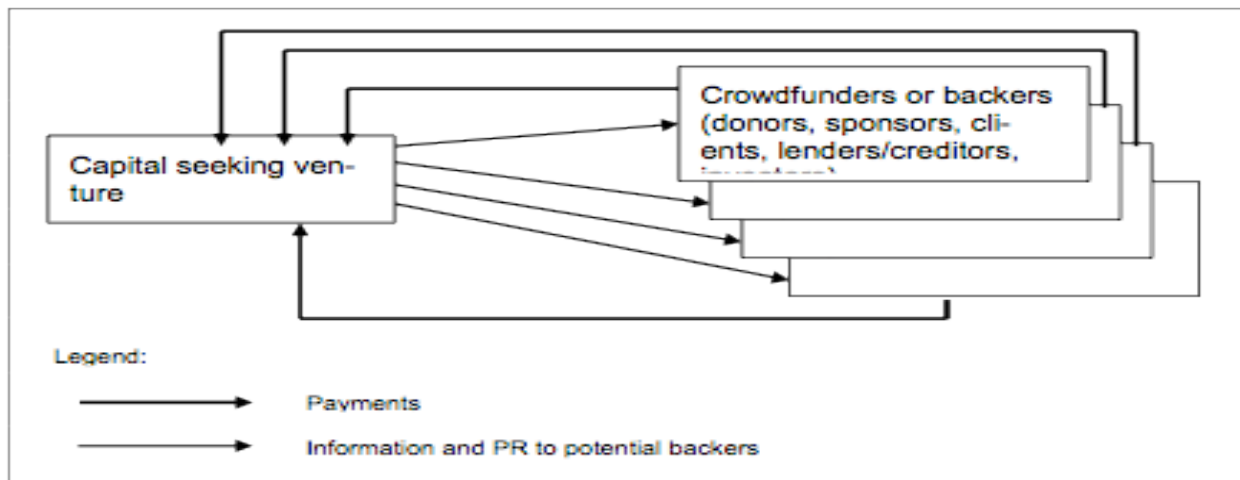 Crowdfunders or backers
(donors, sponsors, cli-
ents, lenders/creditors,
Capital seeking ven-
ture
Legend:
Payments
Information and PR to potential backers